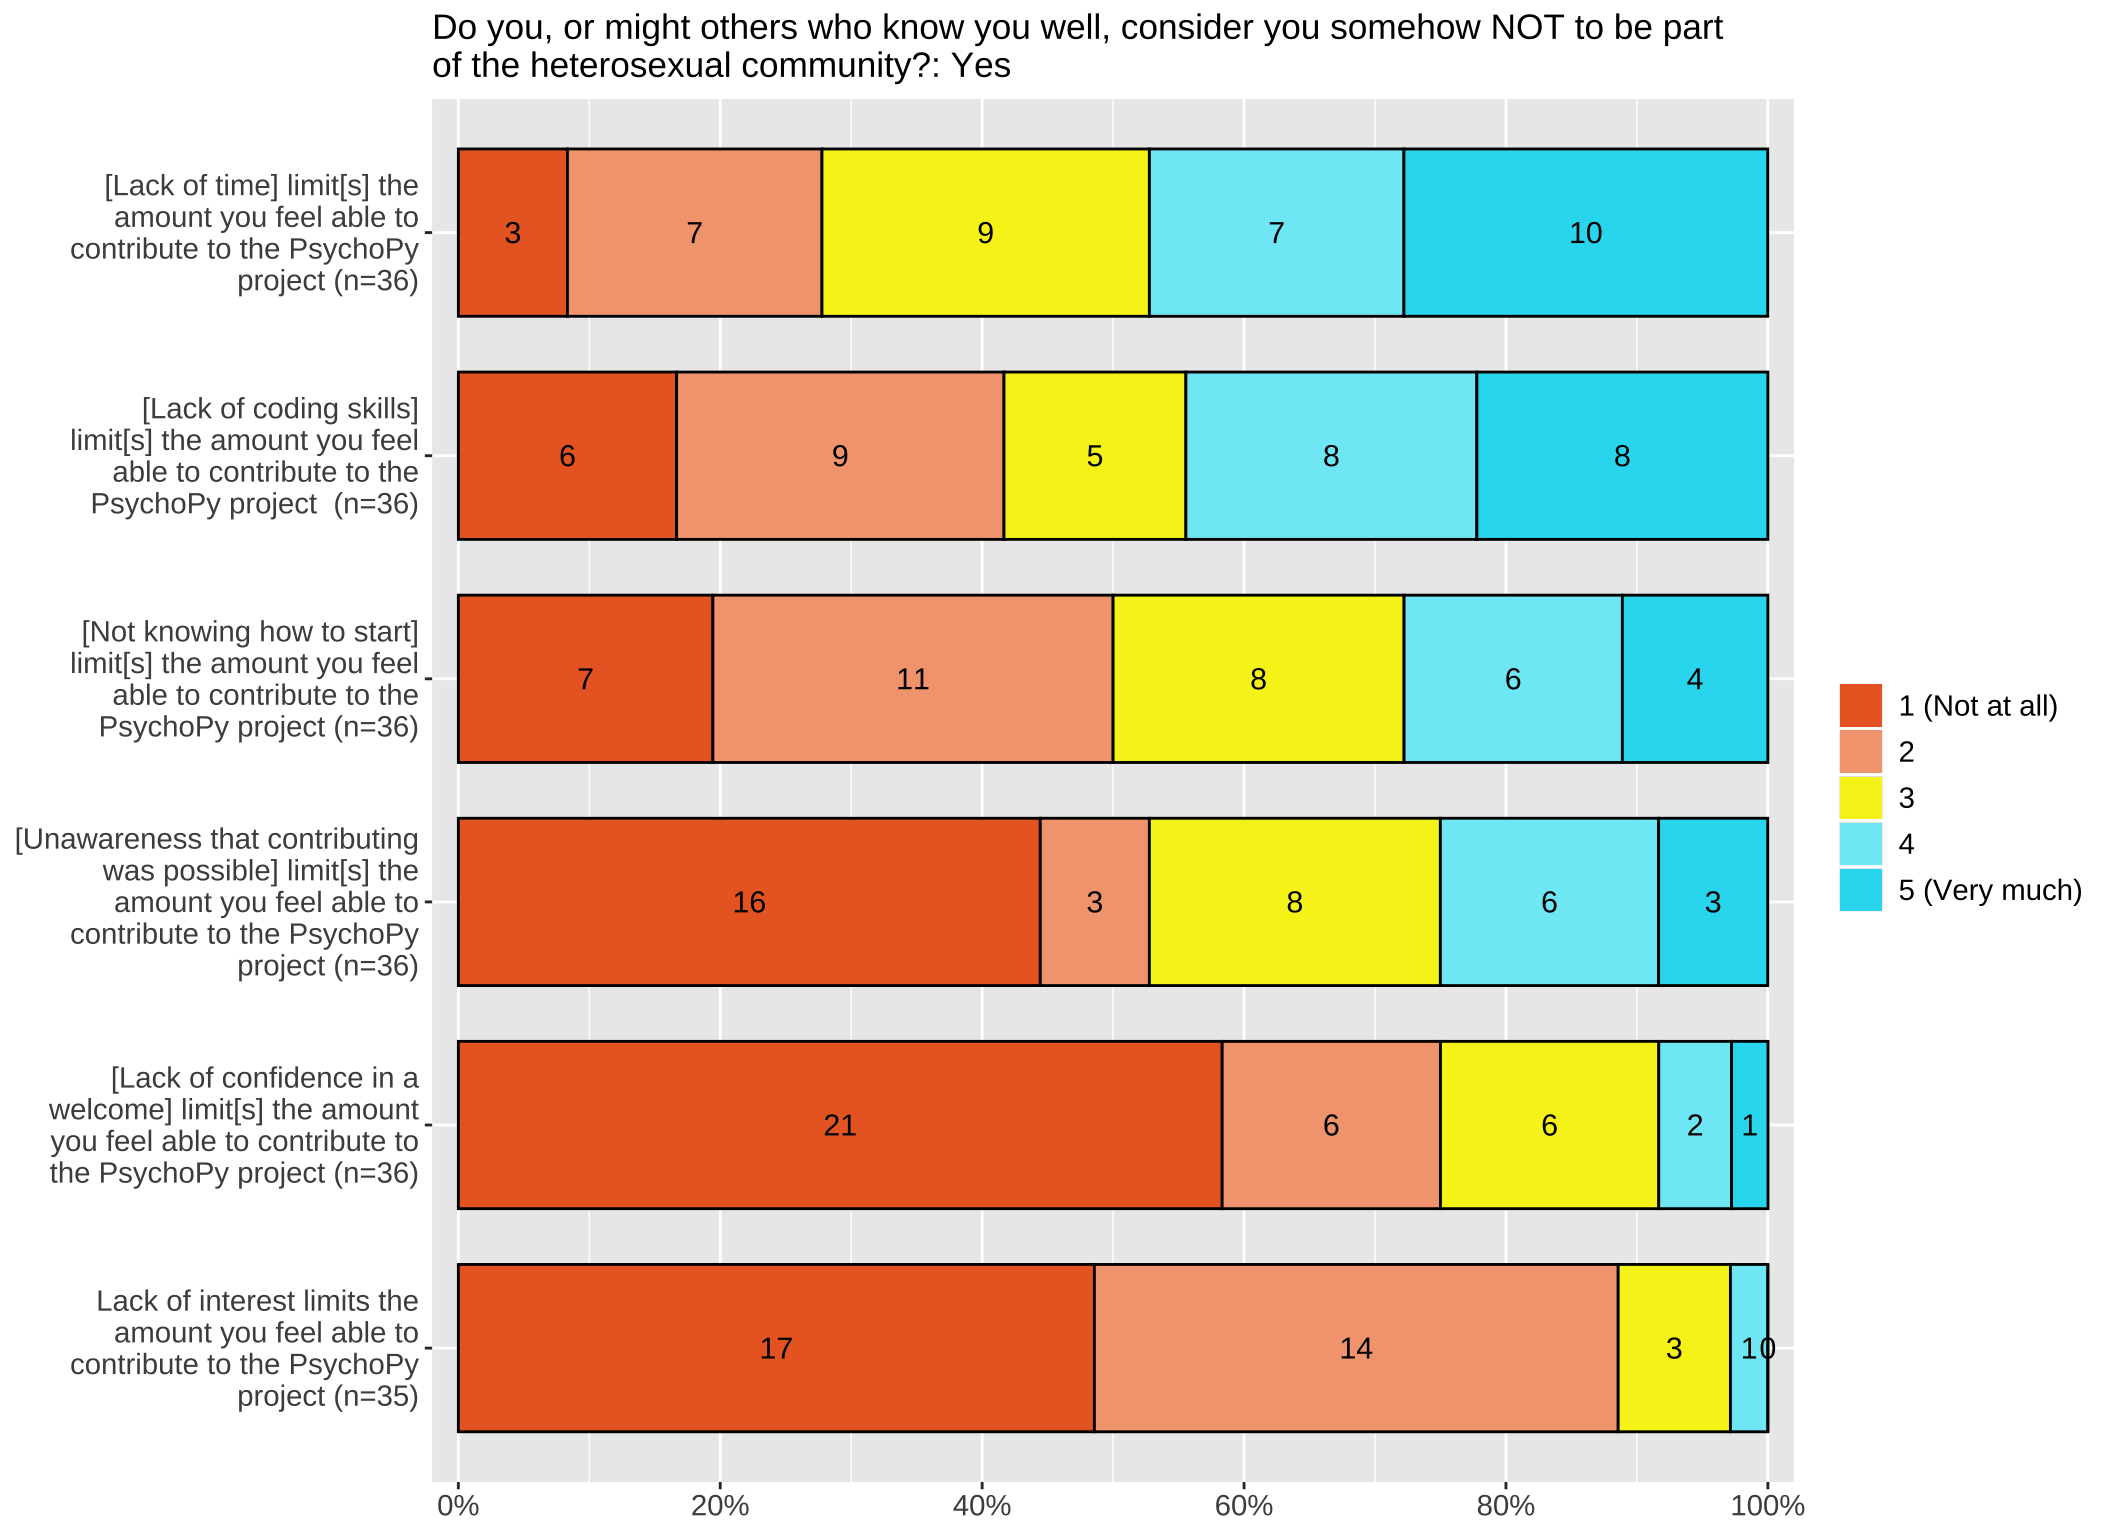 Do you, or might others who know you well, consider you somehow NOT to be part
of the heterosexual community?: Yes
[Lack of time] limit[s] the
amount you feel able to
contribute to the PsychoPy
project (n=36)
3 7 9 7 10
[Lack of coding skills]
limit[s] the amount you feel
able to contribute to the
PsychoPy project  (n=36)
6 9 5 8 8
[Not knowing how to start]
limit[s] the amount you feel
able to contribute to the
PsychoPy project (n=36)
7 11 8 6 4
[Unawareness that contributing
was possible] limit[s] the
amount you feel able to
contribute to the PsychoPy
project (n=36)
16 3 8 6 3
[Lack of confidence in a
welcome] limit[s] the amount
you feel able to contribute to
the PsychoPy project (n=36)
21 6 6 2 1
Lack of interest limits the
amount you feel able to
contribute to the PsychoPy
project (n=35)
17 14 3 1 0
0% 20% 40% 60% 80% 100%
1 (Not at all)
2
3
4
5 (Very much)